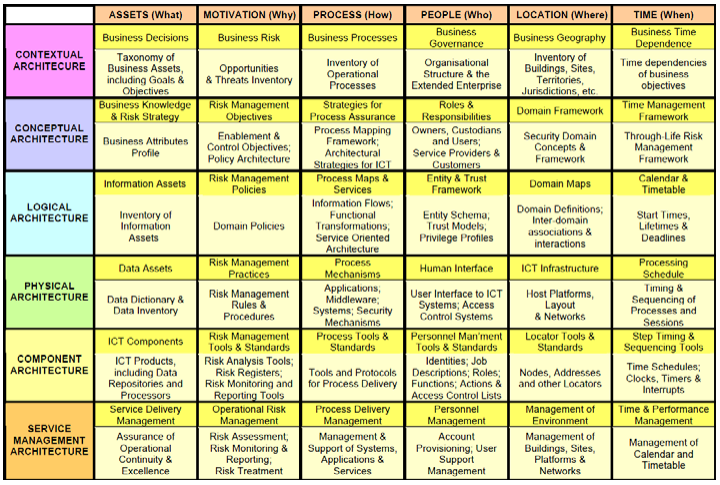 ASSETS (What) MOTIVATION (Why) PROCESS (How) PEOPLE (Who) LOCATION (Where) TIME (When)
CONTEXTUAL
ARCHITECURE
Business Decisions
Business Risk
Business Processes
Business
Governance
Business Geography
Business Time
Dependence
Taxonomy of
Business Assets,
including Goals &
Objectives
Opportunities
& Threats Inventory
Inventory of
Operational
Processes
Organisational
Structure & the
Extended Enterprise
Inventory of
Buildings, Sites,
Territories,
Jurisdictions, etc.
Time dependencies
of business
objectives
CONCEPTUAL
ARCHITECTURE
Business Knowledge
& Risk Strategy
Risk Management
Objectives
Strategies for
Process Assurance
Roles &
Responsibilities
Domain Framework
Time Management
Framework
Business Attributes
Profile
Enablement &
Control Objectives;
Policy Architecture
Process Mapping
Framework;
Architectural
Strategies for ICT
Owners, Custodians
and Users;
Service Providers &
Customers
Security Domain
Concepts &
Framework
Through-Life Risk
Management
Framework
LOGICAL
ARCHITECTURE
Information Assets
Risk Management
Policies
Process Maps &
Services
Entity & Trust
Framework
Domain Maps
Calendar &
Timetable
Inventory of
Information
Assets
Domain Policies
Information Flows;
Functional
Transformations;
Service Oriented
Architecture
Entity Schema;
Trust Models;
Privilege Profiles
Domain Definitions;
Inter-domain
associations &
interactions
Start Times,
Lifetimes &
Deadlines
PHYSICAL
ARCHITECTURE
Data Assets
Risk Management
Practices
Process
Mechanisms
Human Interface
ICT Infrastructure
Processing
Schedule
Data Dictionary &
Data Inventory
Risk Management
Rules &
Procedures
Applications;
Middleware;
Systems; Security
Mechanisms
User Interface to ICT
Systems; Access
Control Systems
Host Platforms,
Layout
& Networks
Timing &
Sequencing of
Processes and
Sessions
COMPONENT
ARCHITECTURE
ICT Components
Risk Management
Tools & Standards
Process Tools &
Standards
Personnel Man'ment
Tools & Standards
Locator Tools &
Standards
Step Timing &
Sequencing Tools
ICT Products,
including Data
Repositories and
Processors
Risk Analysis Tools;
Risk Registers;
Risk Monitoring and
Reporting Tools
Tools and Protocols
for Process Delivery
Identities; Job
Descriptions; Roles;
Functions; Actions &
Access Control Lists
Nodes, Addresses
and other Locators
Time Schedules;
Clocks, Timers &
Interrupts
SERVICE
MANAGEMENT
ARCHITECTURE
Service Delivery
Management
Operational Risk
Management
Process Delivery
Management
Personnel
Management
Management of
Environment
Time & Performance
Management
Assurance of
Operational
Continuity &
Excellence
Risk Assessment;
Risk Monitoring &
Reporting;
Risk Treatment
Management &
Support of Systems,
Applications &
Services
Account
Provisioning; User
Support
Management
Management of
Buildings, Sites,
Platforms &
Networks
Management of
Calendar and
Timetable